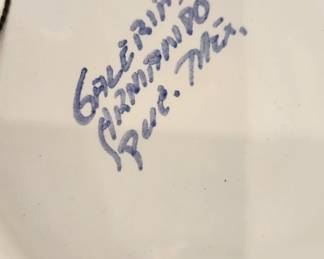 GALERIA
ARMANDO
PUE. MEX.